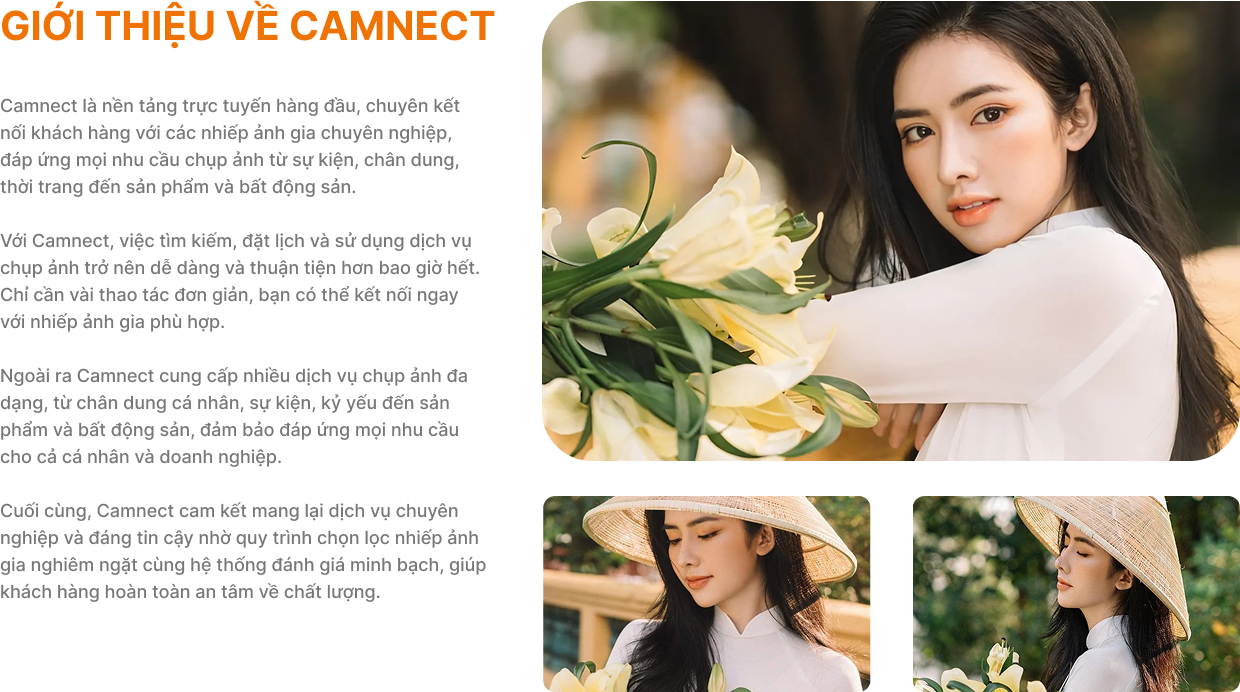 GIỚI THIỆU VỀ CAMNECT
Camnect là nền tảng trực tuyến hàng đầu, chuyên kết
nối khách hàng với các nhiếp ảnh gia chuyên nghiệp,
đáp ứng mọi nhu cầu chụp ảnh từ sự kiện, chân dung,
thời trang đến sản phẩm và bất động sản.
Với Camnect, việc tìm kiếm, đặt lịch và sử dụng dịch vụ
chụp ảnh trở nên dễ dàng và thuận tiện hơn bao giờ hết.
Chỉ cần vài thao tác đơn giản, bạn có thể kết nối ngay
với nhiếp ảnh gia phù hợp.
Ngoài ra Camnect cung cấp nhiều dịch vụ chụp ảnh đa
dạng, từ chân dung cá nhân, sự kiện, kỷ yếu đến sản
phẩm và bất động sản, đảm bảo đáp ứng mọi nhu cầu
cho cả cá nhân và doanh nghiệp.
Cuối cùng, Camnect cam kết mang lại dịch vụ chuyên
nghiệp và đáng tin cậy nhờ quy trình chọn lọc nhiếp ảnh
gia nghiêm ngặt cùng hệ thống đánh giá minh bạch, giúp
khách hàng hoàn toàn an tâm về chất lượng.